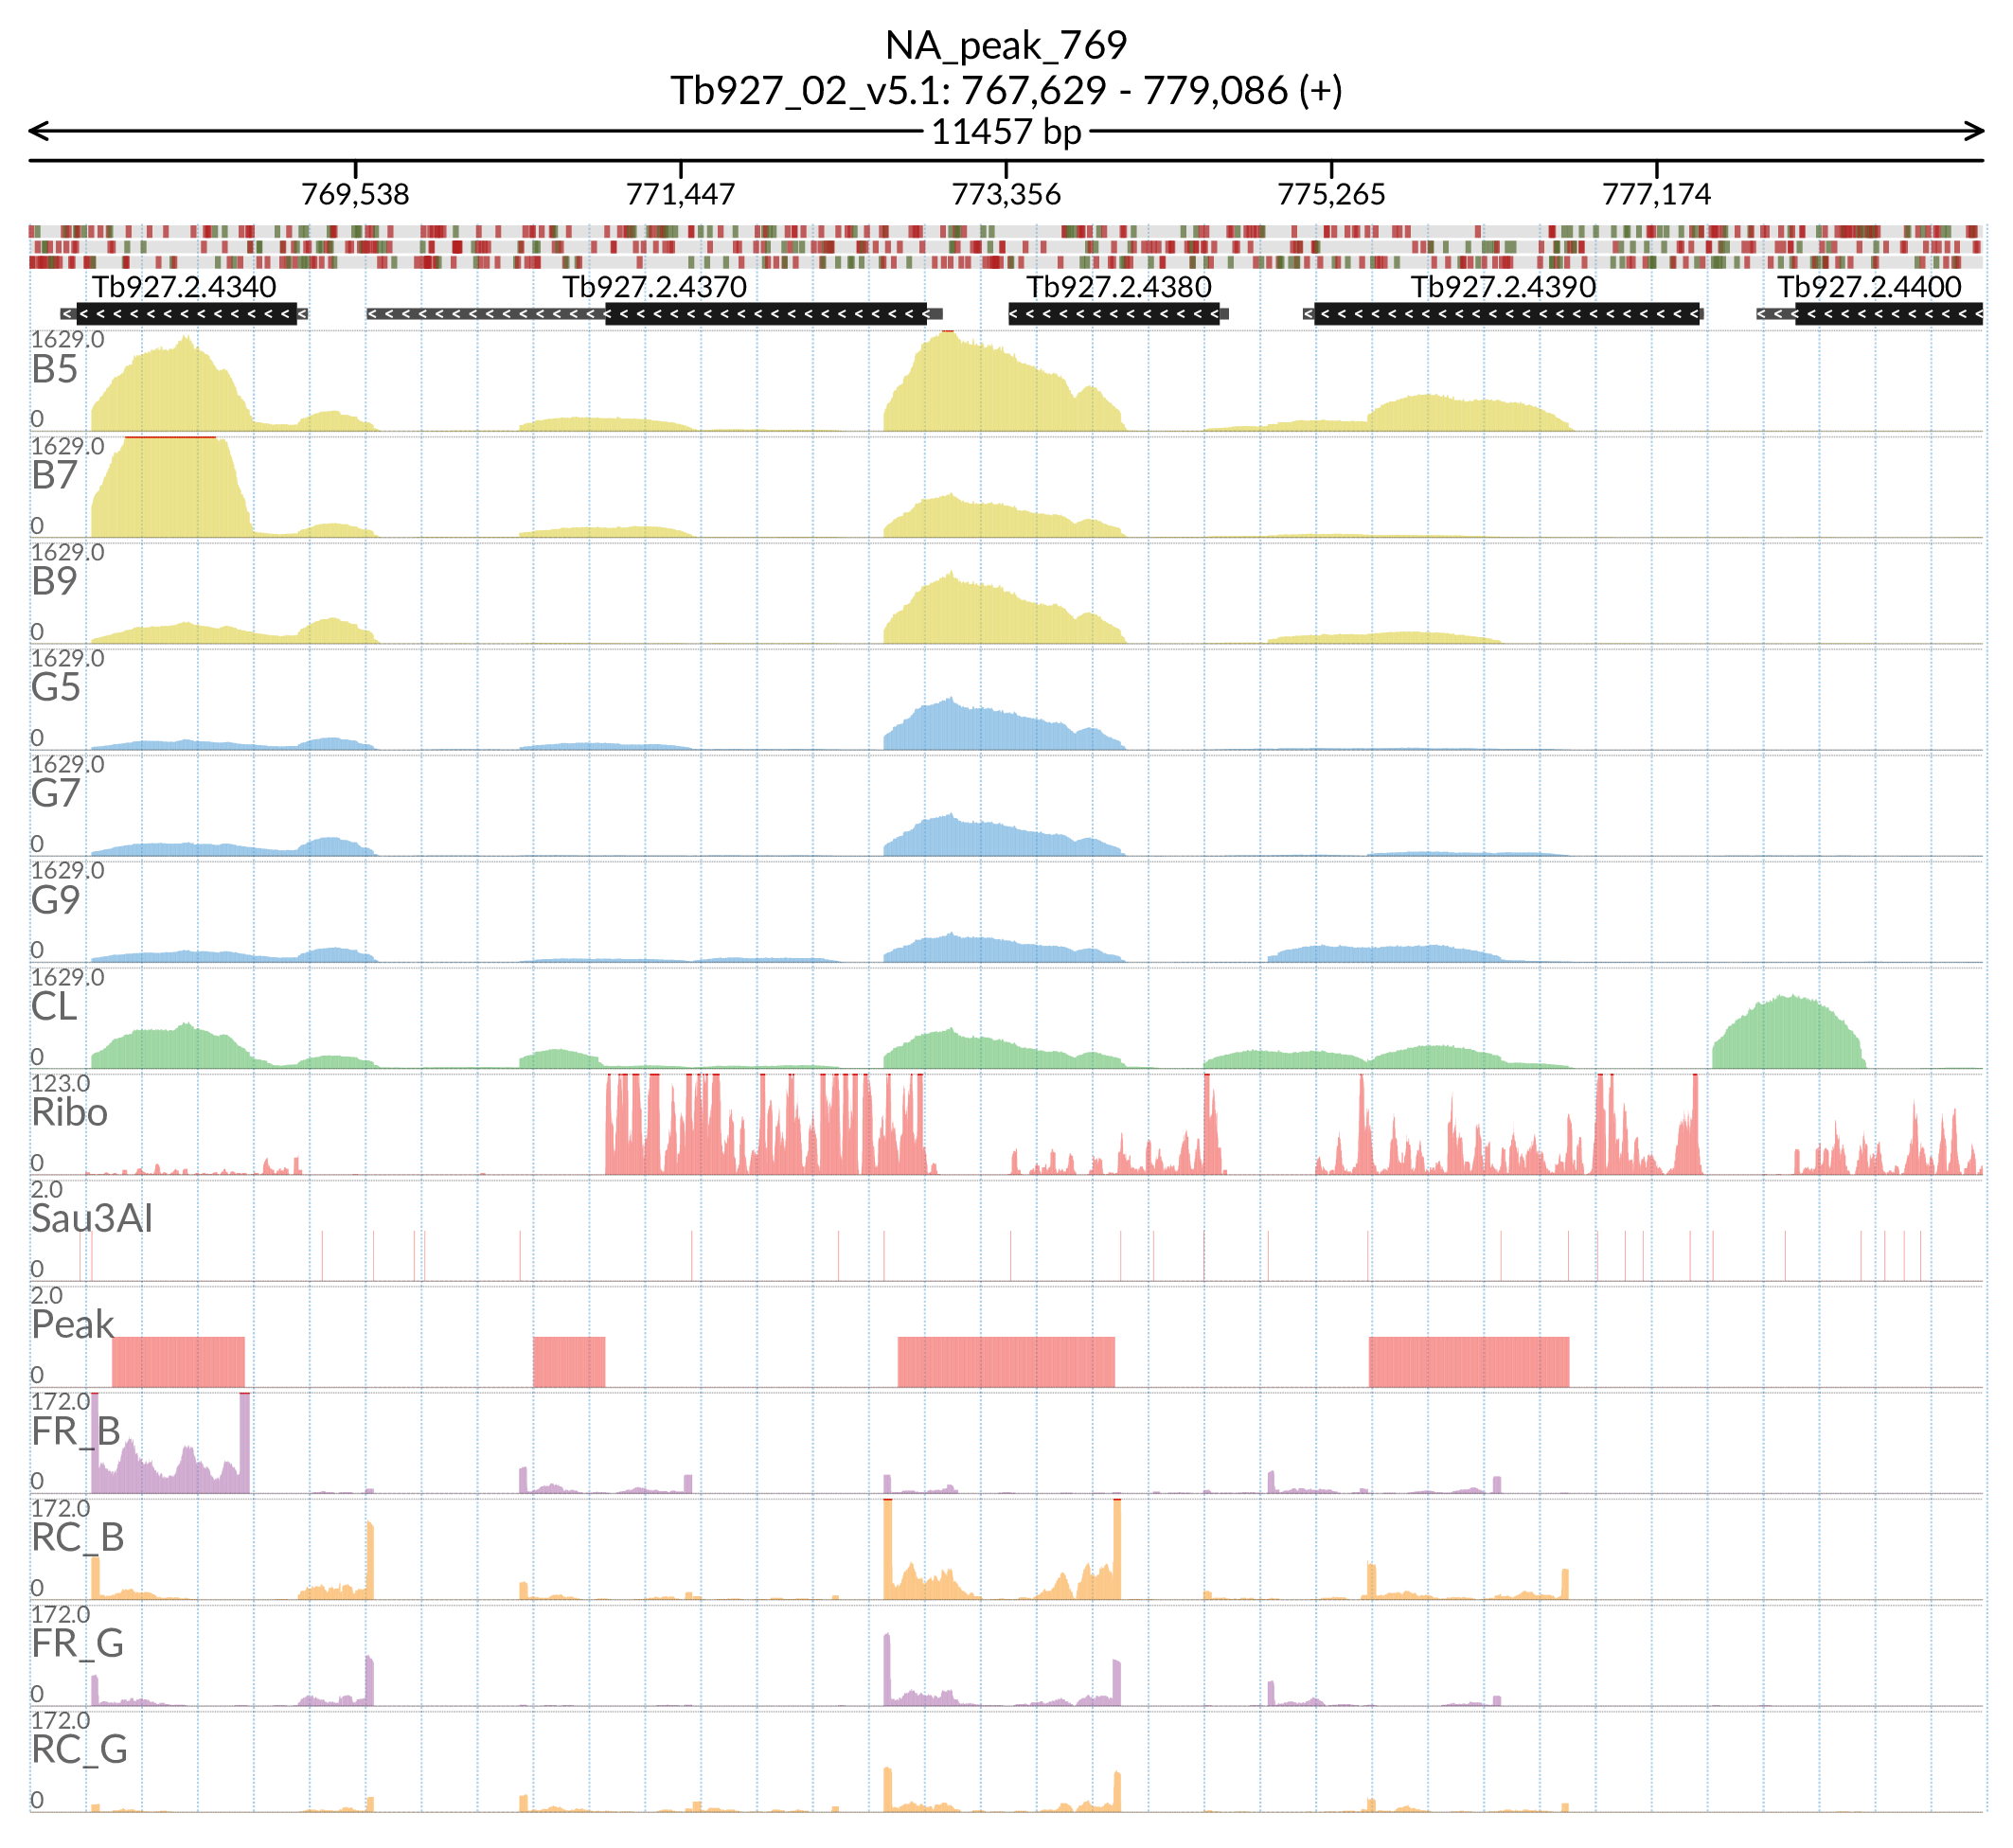 NA_peak_769
Tb927_02_v5.1: 767,629 - 779,086 (+)
11457 bp
769,538 771,447 773,356 775,265 777,174
Tb927.2.4340 Tb927.2.4370 Tb927.2.4380 Tb927.2.4390 Tb927.2.4400
1629.0
B5
0
1629.0
B7
0
1629.0
B9
0
1629.0
G5
0
1629.0
G7
0
1629.0
G9
0
1629.0
CL
0
123.0
Ribo
0
2.0
Sau3AI
0
2.0
Peak
0
172.0
FR_B
0
172.0
RC_B
0
172.0
FR_G
0
172.0
RC_G
0